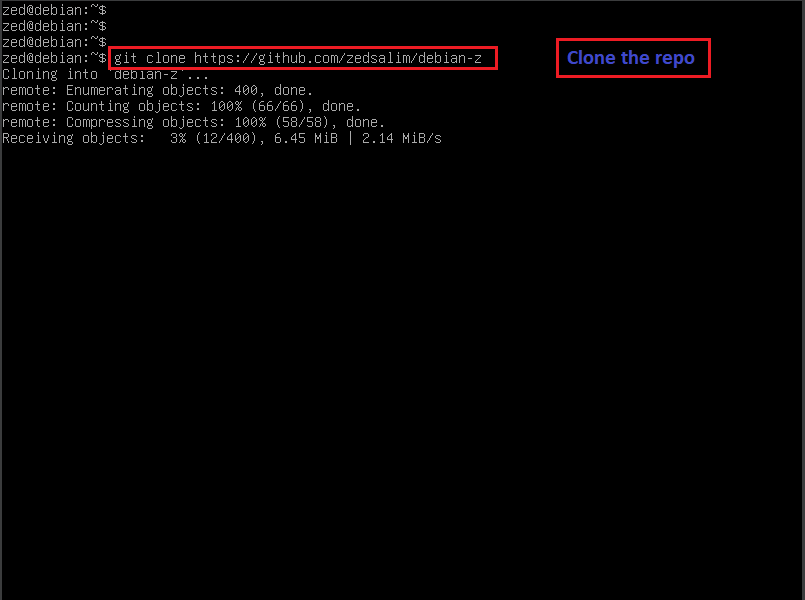 zed@debian:~$
zed@debian:~$
zed@debian:~$
zed@debian:~$ git clone https://github.com/zedsalim/debian-z
Clone the repo
Cloning into 'debian-z'...
remote: Enumerating objects: 400, done.
remote: Counting objects: 100% (66/66), done.
remote: Compressing objects: 100% (58/58), done.
Receiving objects:   3% (12/400), 6.45 MiB | 2.14 MiB/s